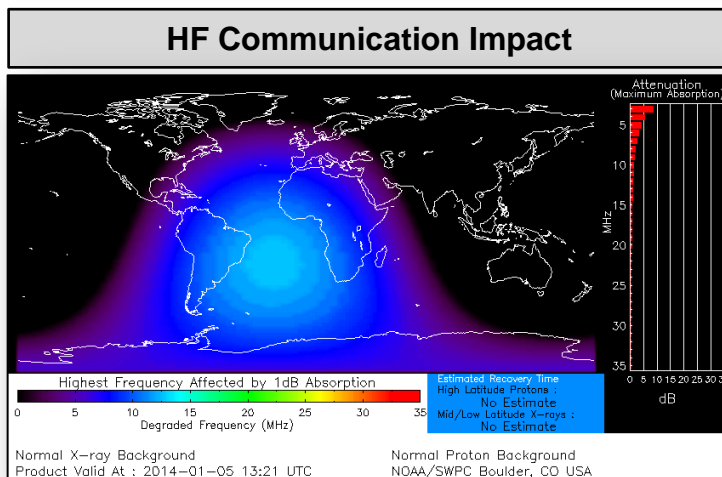 HF Communication Impact
Attenuation
(Maximum Absorption)
5
10
15
20
25
30
35
MHz
0 5 10 15 20 25 30 3
dB
Highest Frequency Affected by 1dB Absorption
0 5 10 15 20 25 30 35
Degraded Frequency (MHz)
Estimated Recovery Time
High Latitude Protons :
No Estimate
Mid/Low Latitude X-rays :
No Estimate
Normal X-ray Background
Normal Proton Background
Product Valid At : 2014-01-05 13:21 UTC
NOAA/SWPC Boulder, CO USA